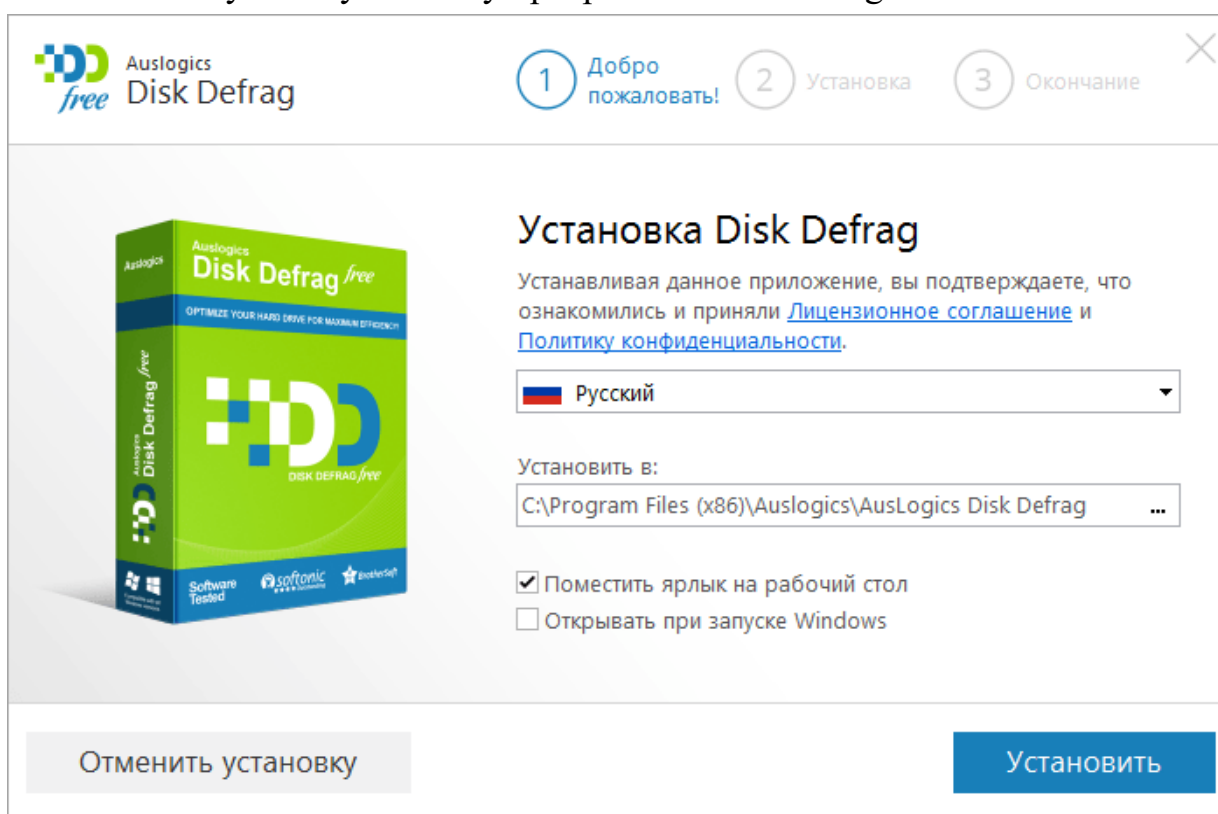 Auslogics
Disk Defrag
free
1
Добро
пожаловать!
2
Установка
3
Окончание
Auslogics
Auslogics
Disk Defrag free
OPTIMIZE YOUR HARD DRIVE FOR MAXIMUM EFFICIENCY
Auslogics
Disk Defrag free
DISK DEFRAG free
Software
Tested
softonic
BrotherSoft
Установка Disk Defrag
Устанавливая данное приложение, вы подтверждаете, что
ознакомились и приняли Лицензионное соглашение и
Политику конфиденциальности.
Русский
Установить в:
C:\Program Files (x86)\Auslogics\AusLogics Disk Defrag ...
Поместить ярлык на рабочий стол
Открывать при запуске Windows
Отменить установку
Установить